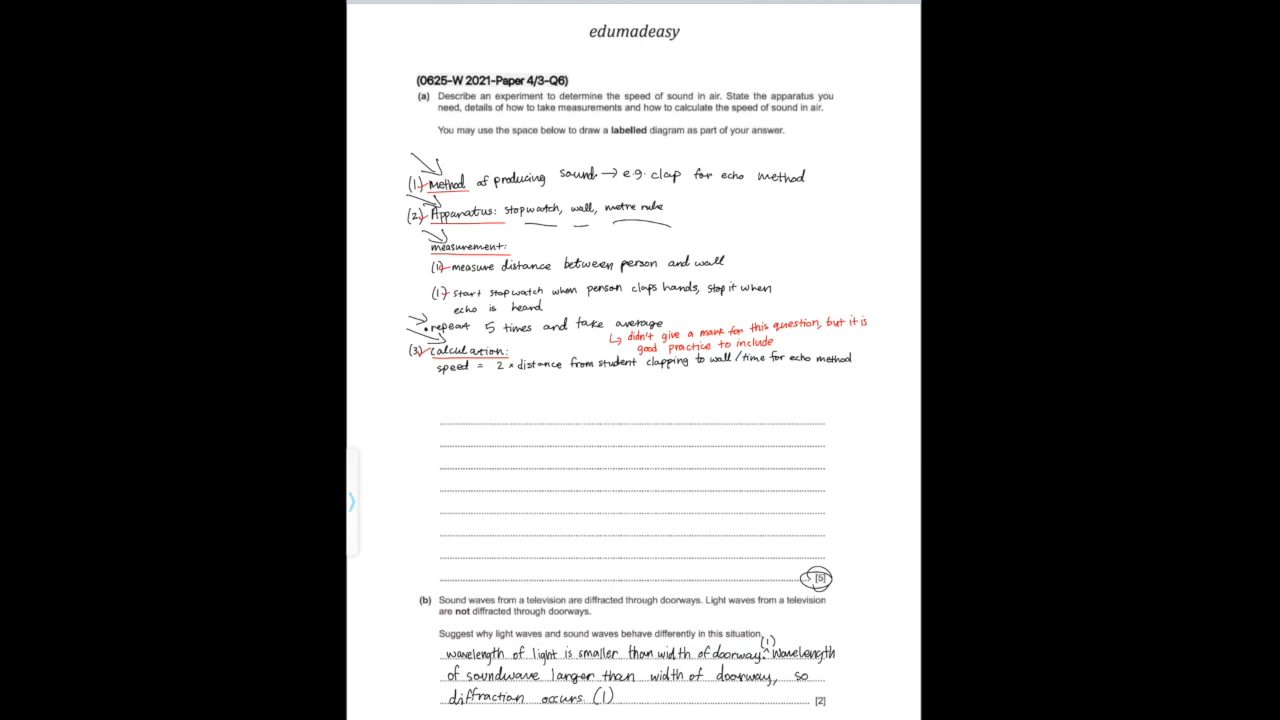 edumadeasy
(0625-W 2021-Paper 4/3-Q6)
(a) Describe an experiment to determine the speed of sound in air. State the apparatus you
need, details of how to take measurements and how to calculate the speed of sound in air.
You may use the space below to draw a labelled diagram as part of your answer.
(1) Method of producing sound → e.g. clap for echo method
(2) Apparatus: stopwatch, wall, metre rule
measurement:
(1) measure distance between person and wall
(1) start stopwatch when person claps hands, stop it when
echo is heard
• repeat 5 times and take average
↳ didn't give a mark for this question, but it is
good practice to include
(3) calculation:
speed = 2 × distance from student clapping to wall/time for echo method
[5]
(b) Sound waves from a television are diffracted through doorways. Light waves from a television
are not diffracted through doorways.
Suggest why light waves and sound waves behave differently in this situation.
wavelength of light is smaller than width of doorway. (1) Wavelength
of soundwave larger than width of doorway, so
diffraction occurs. (1)
[2]